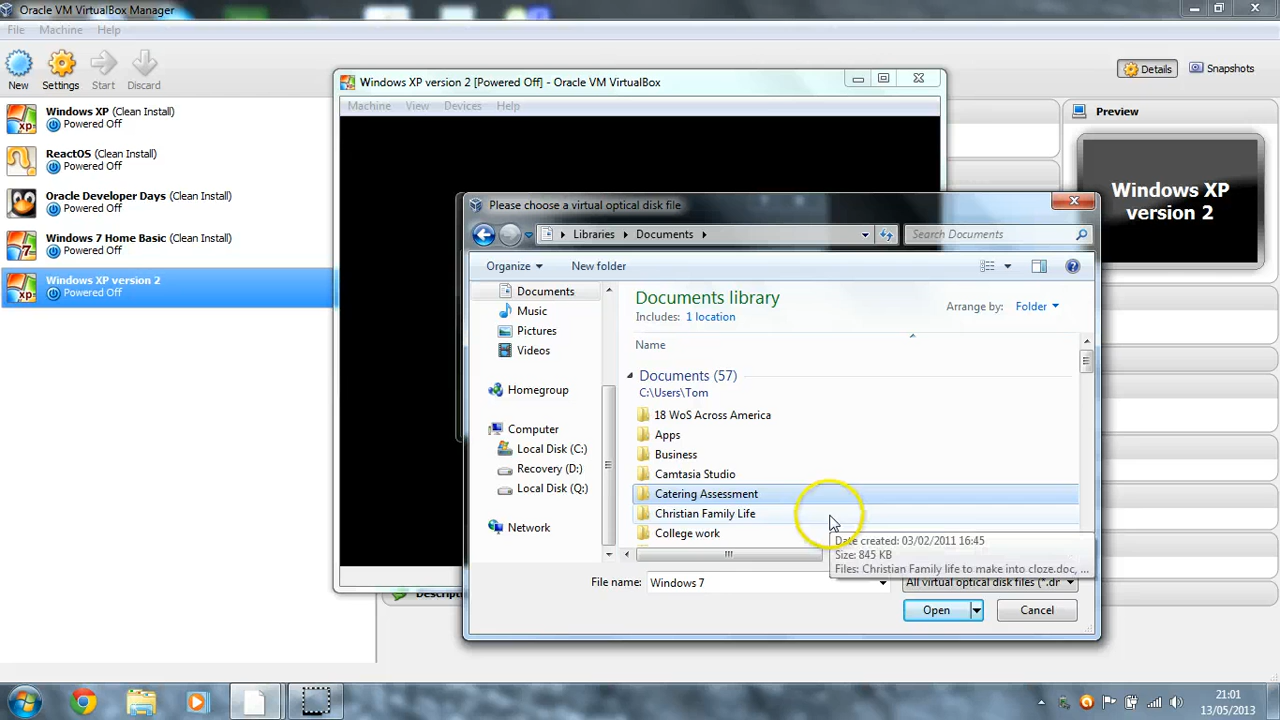 Oracle VM VirtualBox Manager
File Machine Help
New Settings Start Discard
Details Snapshots
Windows XP (Clean Install)
Powered Off
ReactOS (Clean Install)
Powered Off
Oracle Developer Days (Clean Install)
Powered Off
Windows 7 Home Basic (Clean Install)
Powered Off
Windows XP version 2
Powered Off
Windows XP version 2 [Powered Off] - Oracle VM VirtualBox
Machine View Devices Help
Preview
Windows XP
version 2
Please choose a virtual optical disk file
Libraries Documents
Search Documents
Organize New folder
Documents
Music
Pictures
Videos
Homegroup
Computer
Local Disk (C:)
Recovery (D:)
Local Disk (Q:)
Network
Documents library
Includes: 1 location
Arrange by: Folder
Name
Documents (57)
C:\Users\Tom
18 WoS Across America
Apps
Business
Camtasia Studio
Catering Assessment
Christian Family Life
College work
Date created: 03/02/2011 16:45
Size: 845 KB
Files: Christian Family life to make into cloze.doc, ...
File name: Windows 7
All virtual optical disk files (*.dr
Open Cancel
Descrip
21:01
13/05/2013